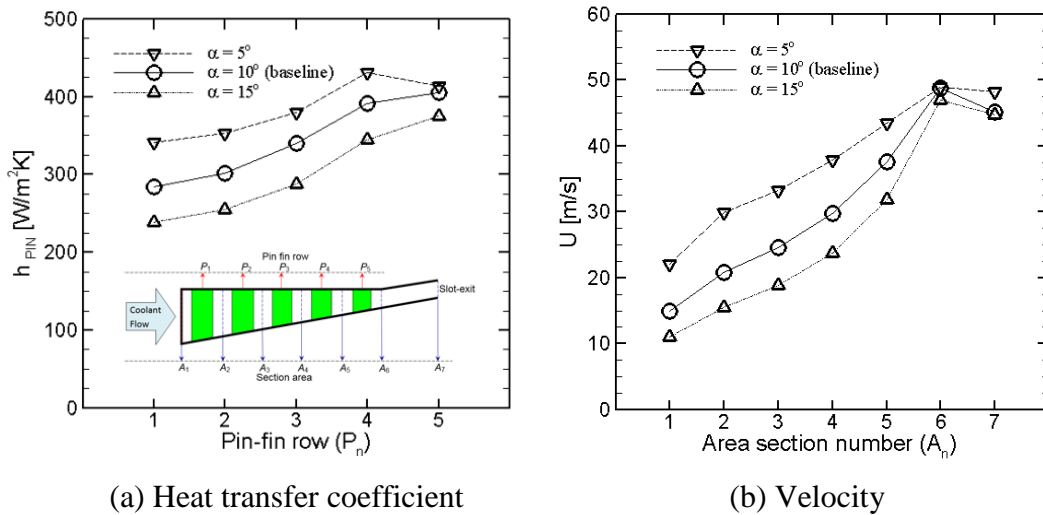 500
400
300
200
100
0
h PIN [W/m²K]
α = 5°
α = 10° (baseline)
α = 15°
Pin fin row
P1 P2 P3 P4 P5
Slot-exit
Coolant
Flow
A1 A2 A3 A4 A5 A6 A7
Section area
1 2 3 4 5
Pin-fin row (Pn)
60
50
40
30
20
10
0
U [m/s]
α = 5°
α = 10° (baseline)
α = 15°
1 2 3 4 5 6 7
Area section number (An)
(a) Heat transfer coefficient
(b) Velocity